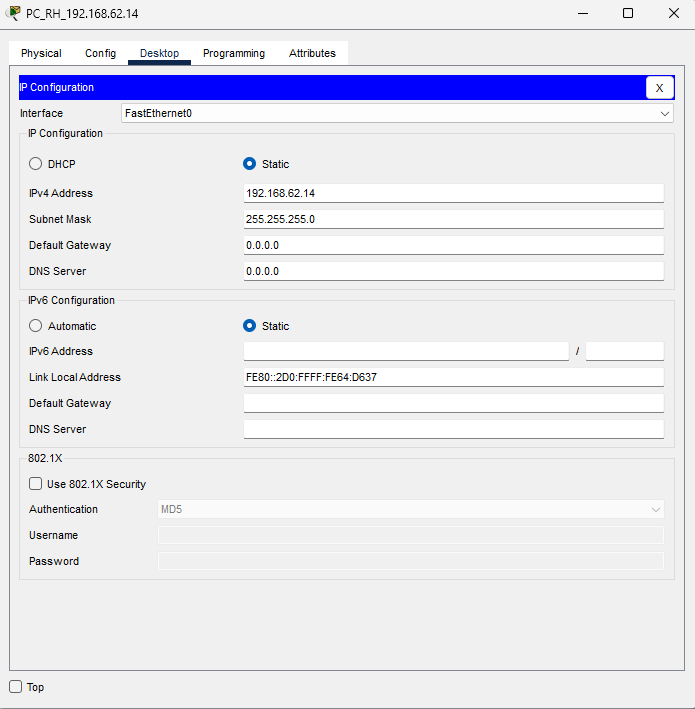 PC_RH_192.168.62.14
Physical Config Desktop Programming Attributes
IP Configuration X
Interface FastEthernet0
IP Configuration
DHCP Static
IPv4 Address 192.168.62.14
Subnet Mask 255.255.255.0
Default Gateway 0.0.0.0
DNS Server 0.0.0.0
IPv6 Configuration
Automatic Static
IPv6 Address /
Link Local Address FE80::2D0:FFFF:FE64:D637
Default Gateway
DNS Server
802.1X
Use 802.1X Security
Authentication MD5
Username
Password
Top